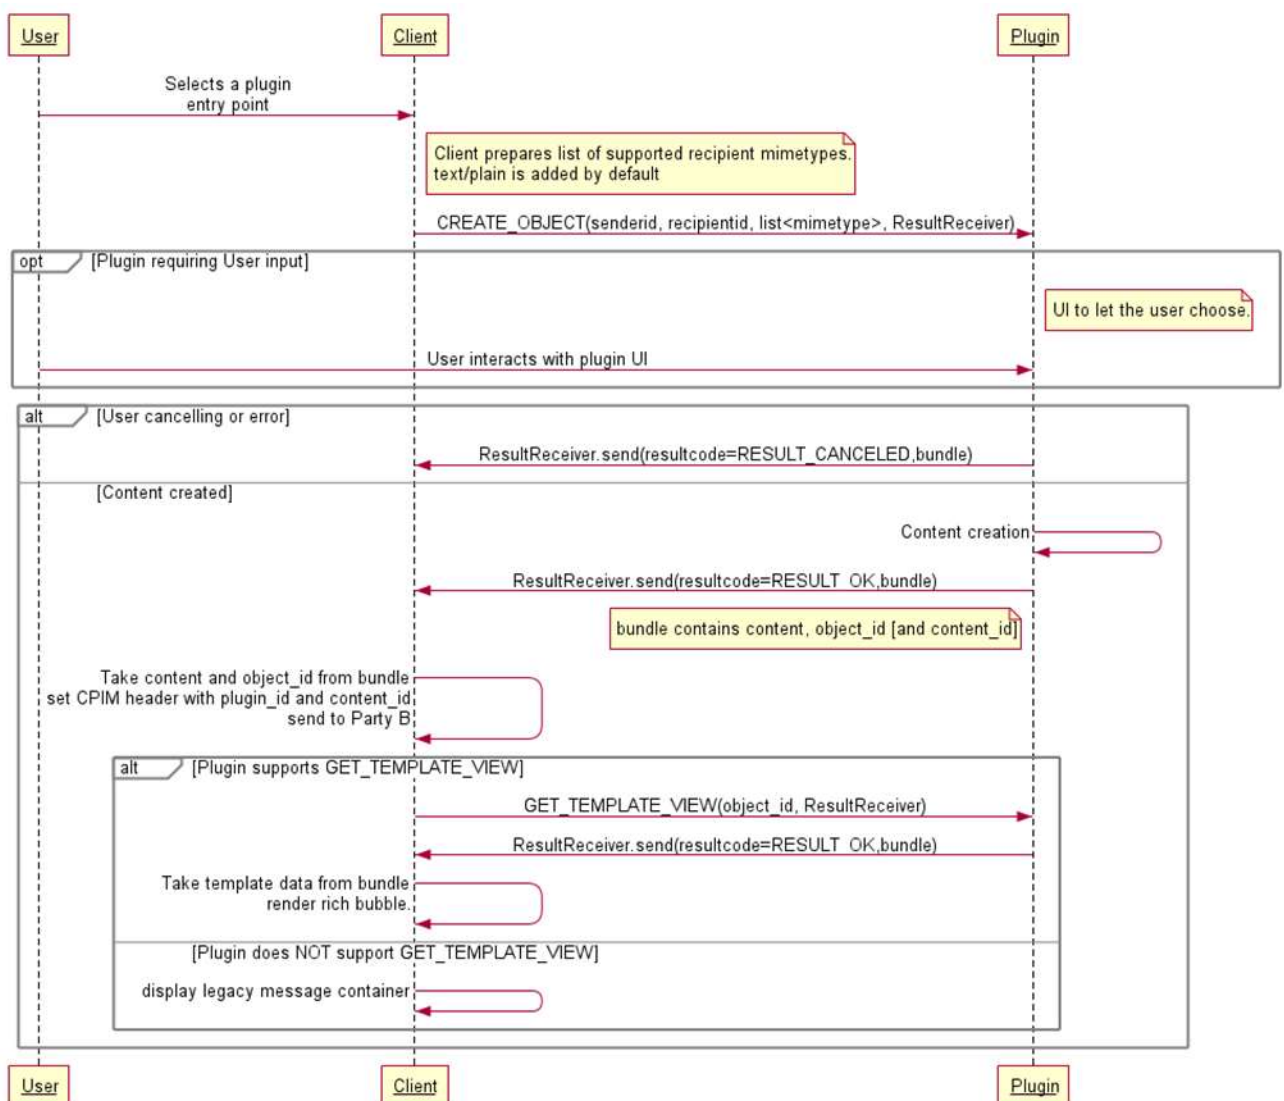 User
Client
Plugin
Selects a plugin
entry point
Client prepares list of supported recipient mimetypes.
text/plain is added by default
CREATE_OBJECT(senderid, recipientid, list<mimetype>, ResultReceiver)
opt
[Plugin requiring User input]
UI to let the user choose.
User interacts with plugin UI
alt
[User cancelling or error]
ResultReceiver.send(resultcode=RESULT_CANCELED,bundle)
[Content created]
Content creation
ResultReceiver.send(resultcode=RESULT_OK,bundle)
bundle contains content, object_id [and content_id]
Take content and object_id from bundle
set CPIM header with plugin_id and content_id
send to Party B
alt
[Plugin supports GET_TEMPLATE_VIEW]
GET_TEMPLATE_VIEW(object_id, ResultReceiver)
ResultReceiver.send(resultcode=RESULT_OK,bundle)
Take template data from bundle
render rich bubble.
[Plugin does NOT support GET_TEMPLATE_VIEW]
display legacy message container
User
Client
Plugin